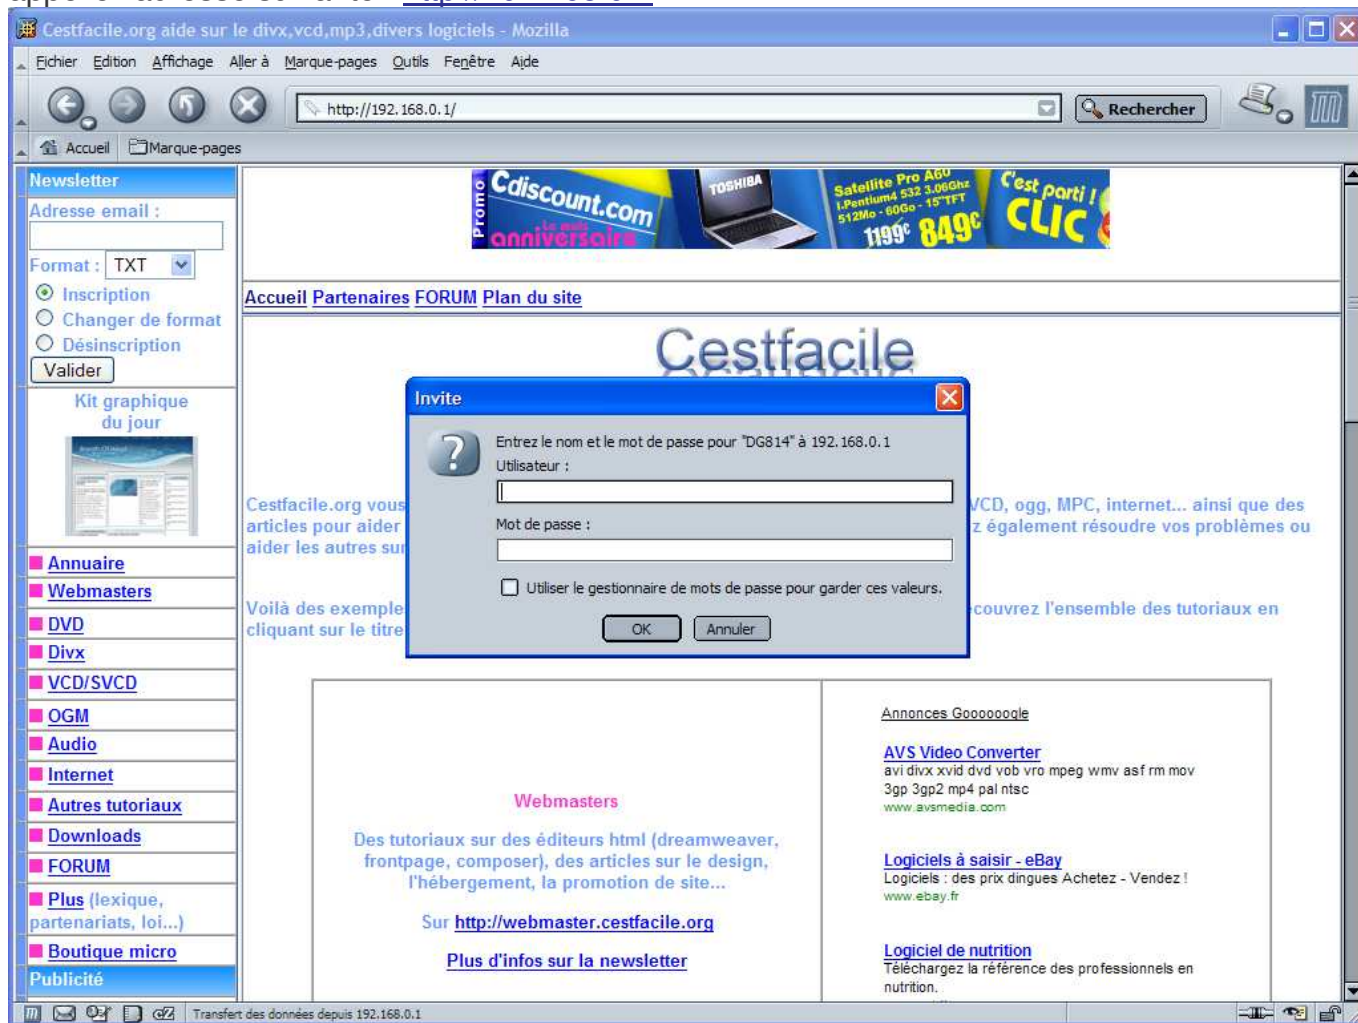 Cestfacile.org aide sur le divx,vcd,mp3,divers logiciels - Mozilla
Fichier Edition Affichage Aller à Marque-pages Outils Fenêtre Aide
http://192.168.0.1/
Rechercher
Accueil Marque-pages
Newsletter
Adresse email :
Format : TXT
Inscription
Changer de format
Désinscription
Valider
Kit graphique
du jour
Annuaire
Webmasters
DVD
Divx
VCD/SVCD
OGM
Audio
Internet
Autres tutoriaux
Downloads
FORUM
Plus (lexique,
partenariats, loi...)
Boutique micro
Publicité
Promo
Cdiscount.com
anniversaire
TOSHIBA
Satellite Pro A60
I.Pentium4 532 3.06Ghz
512Mo - 60Go - 15"TFT
1199€ 849€
C'est parti !
CLIC
Accueil Partenaires FORUM Plan du site
Cestfacile
Invite
Entrez le nom et le mot de passe pour "DG814" à 192.168.0.1
Utilisateur :
Mot de passe :
Utiliser le gestionnaire de mots de passe pour garder ces valeurs.
OK Annuler
Cestfacile.org vous VCD, ogg, MPC, internet... ainsi que des
articles pour aider z également résoudre vos problèmes ou
aider les autres sur
Voilà des exemple couvrez l'ensemble des tutoriaux en
cliquant sur le titre
Webmasters
Des tutoriaux sur des éditeurs html (dreamweaver,
frontpage, composer), des articles sur le design,
l'hébergement, la promotion de site...
Sur http://webmaster.cestfacile.org
Plus d'infos sur la newsletter
Annonces Goooooogle
AVS Video Converter
avi divx xvid dvd vob vro mpeg wmv asf rm mov
3gp 3gp2 mp4 pal ntsc
www.avsmedia.com
Logiciels à saisir - eBay
Logiciels : des prix dingues Achetez - Vendez !
www.ebay.fr
Logiciel de nutrition
Téléchargez la référence des professionnels en
nutrition.
Transfert des données depuis 192.168.0.1